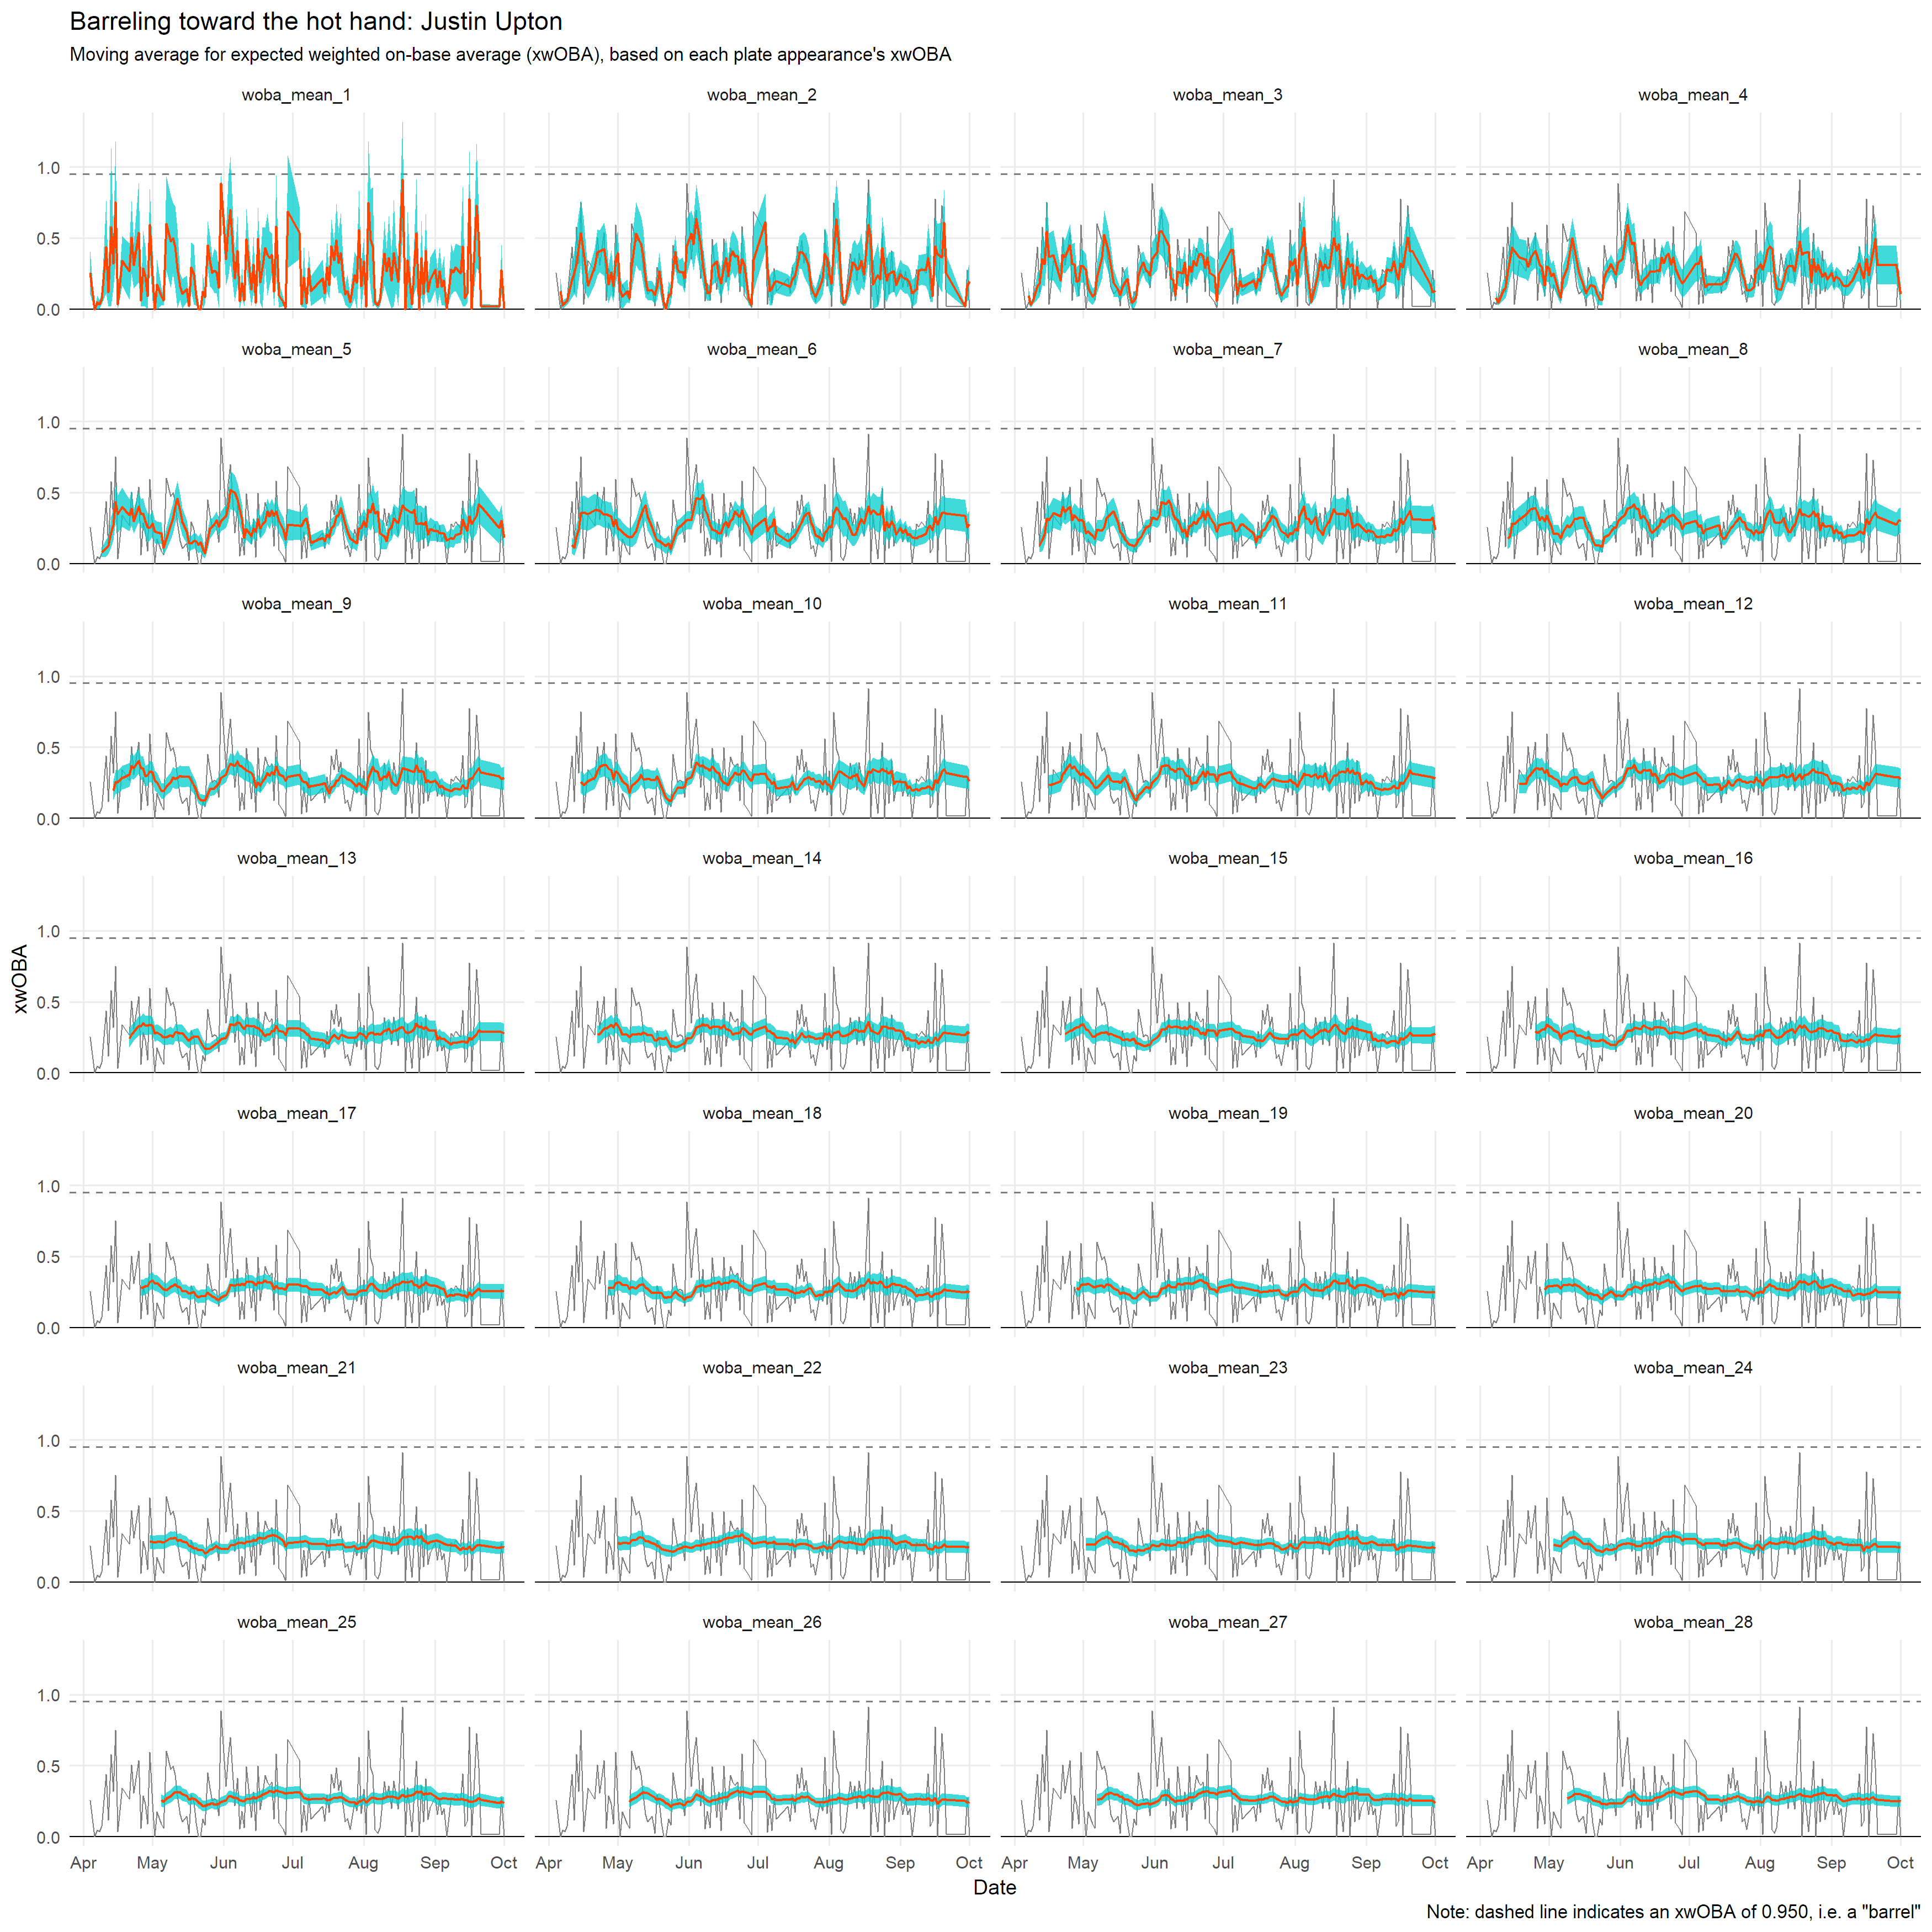 Barreling toward the hot hand: Justin Upton
Moving average for expected weighted on-base average (xwOBA), based on each plate appearance's xwOBA
woba_mean_1 woba_mean_2 woba_mean_3 woba_mean_4
1.0
0.5
0.0
woba_mean_5 woba_mean_6 woba_mean_7 woba_mean_8
1.0
0.5
0.0
woba_mean_9 woba_mean_10 woba_mean_11 woba_mean_12
1.0
0.5
0.0
woba_mean_13 woba_mean_14 woba_mean_15 woba_mean_16
1.0
xwOBA
0.5
0.0
woba_mean_17 woba_mean_18 woba_mean_19 woba_mean_20
1.0
0.5
0.0
woba_mean_21 woba_mean_22 woba_mean_23 woba_mean_24
1.0
0.5
0.0
woba_mean_25 woba_mean_26 woba_mean_27 woba_mean_28
1.0
0.5
0.0
Apr May Jun Jul Aug Sep Oct Apr May Jun Jul Aug Sep Oct Apr May Jun Jul Aug Sep Oct Apr May Jun Jul Aug Sep Oct
Date
Note: dashed line indicates an xwOBA of 0.950, i.e. a "barrel"